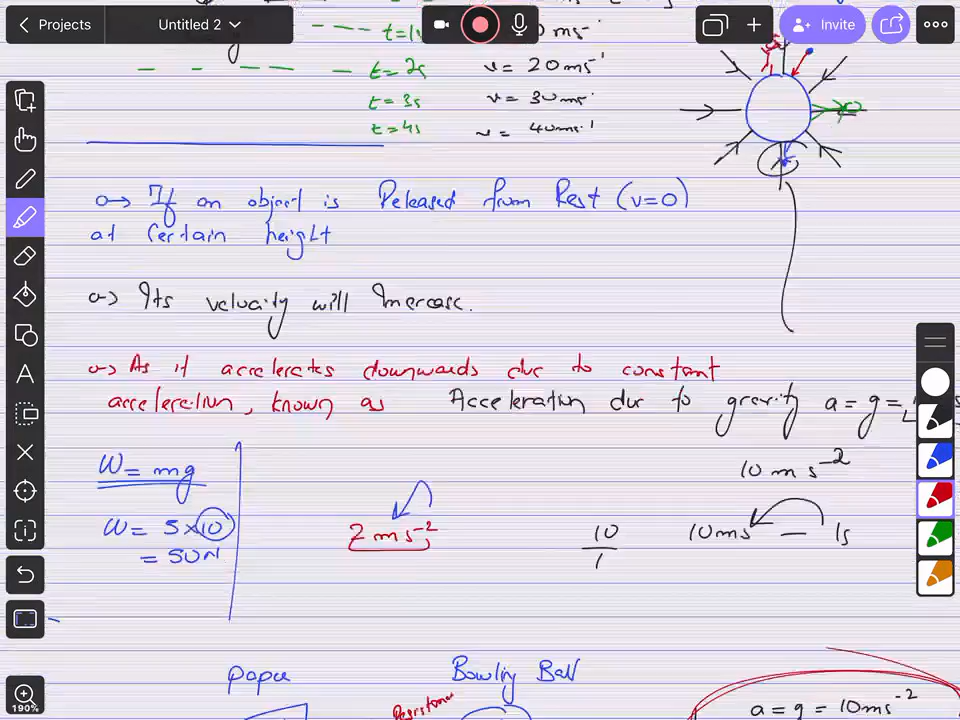 Projects
Untitled 2
Invite
t=1s
t=2s v= 20ms⁻¹
t=3s v= 30ms⁻¹
t=4s v= 40ms⁻¹
If an object is Released from Rest (v=0)
at Certain height
Its velocity will Increase.
As it accelerates downwards due to constant
acceleration, known as Acceleration due to gravity a = g =
W= mg
10 m s⁻²
W= 5×10
= 50N
2 ms⁻²
10
10ms — 1s
Paper
Bowling Ball
Resistance
a = g = 10ms⁻²
190%